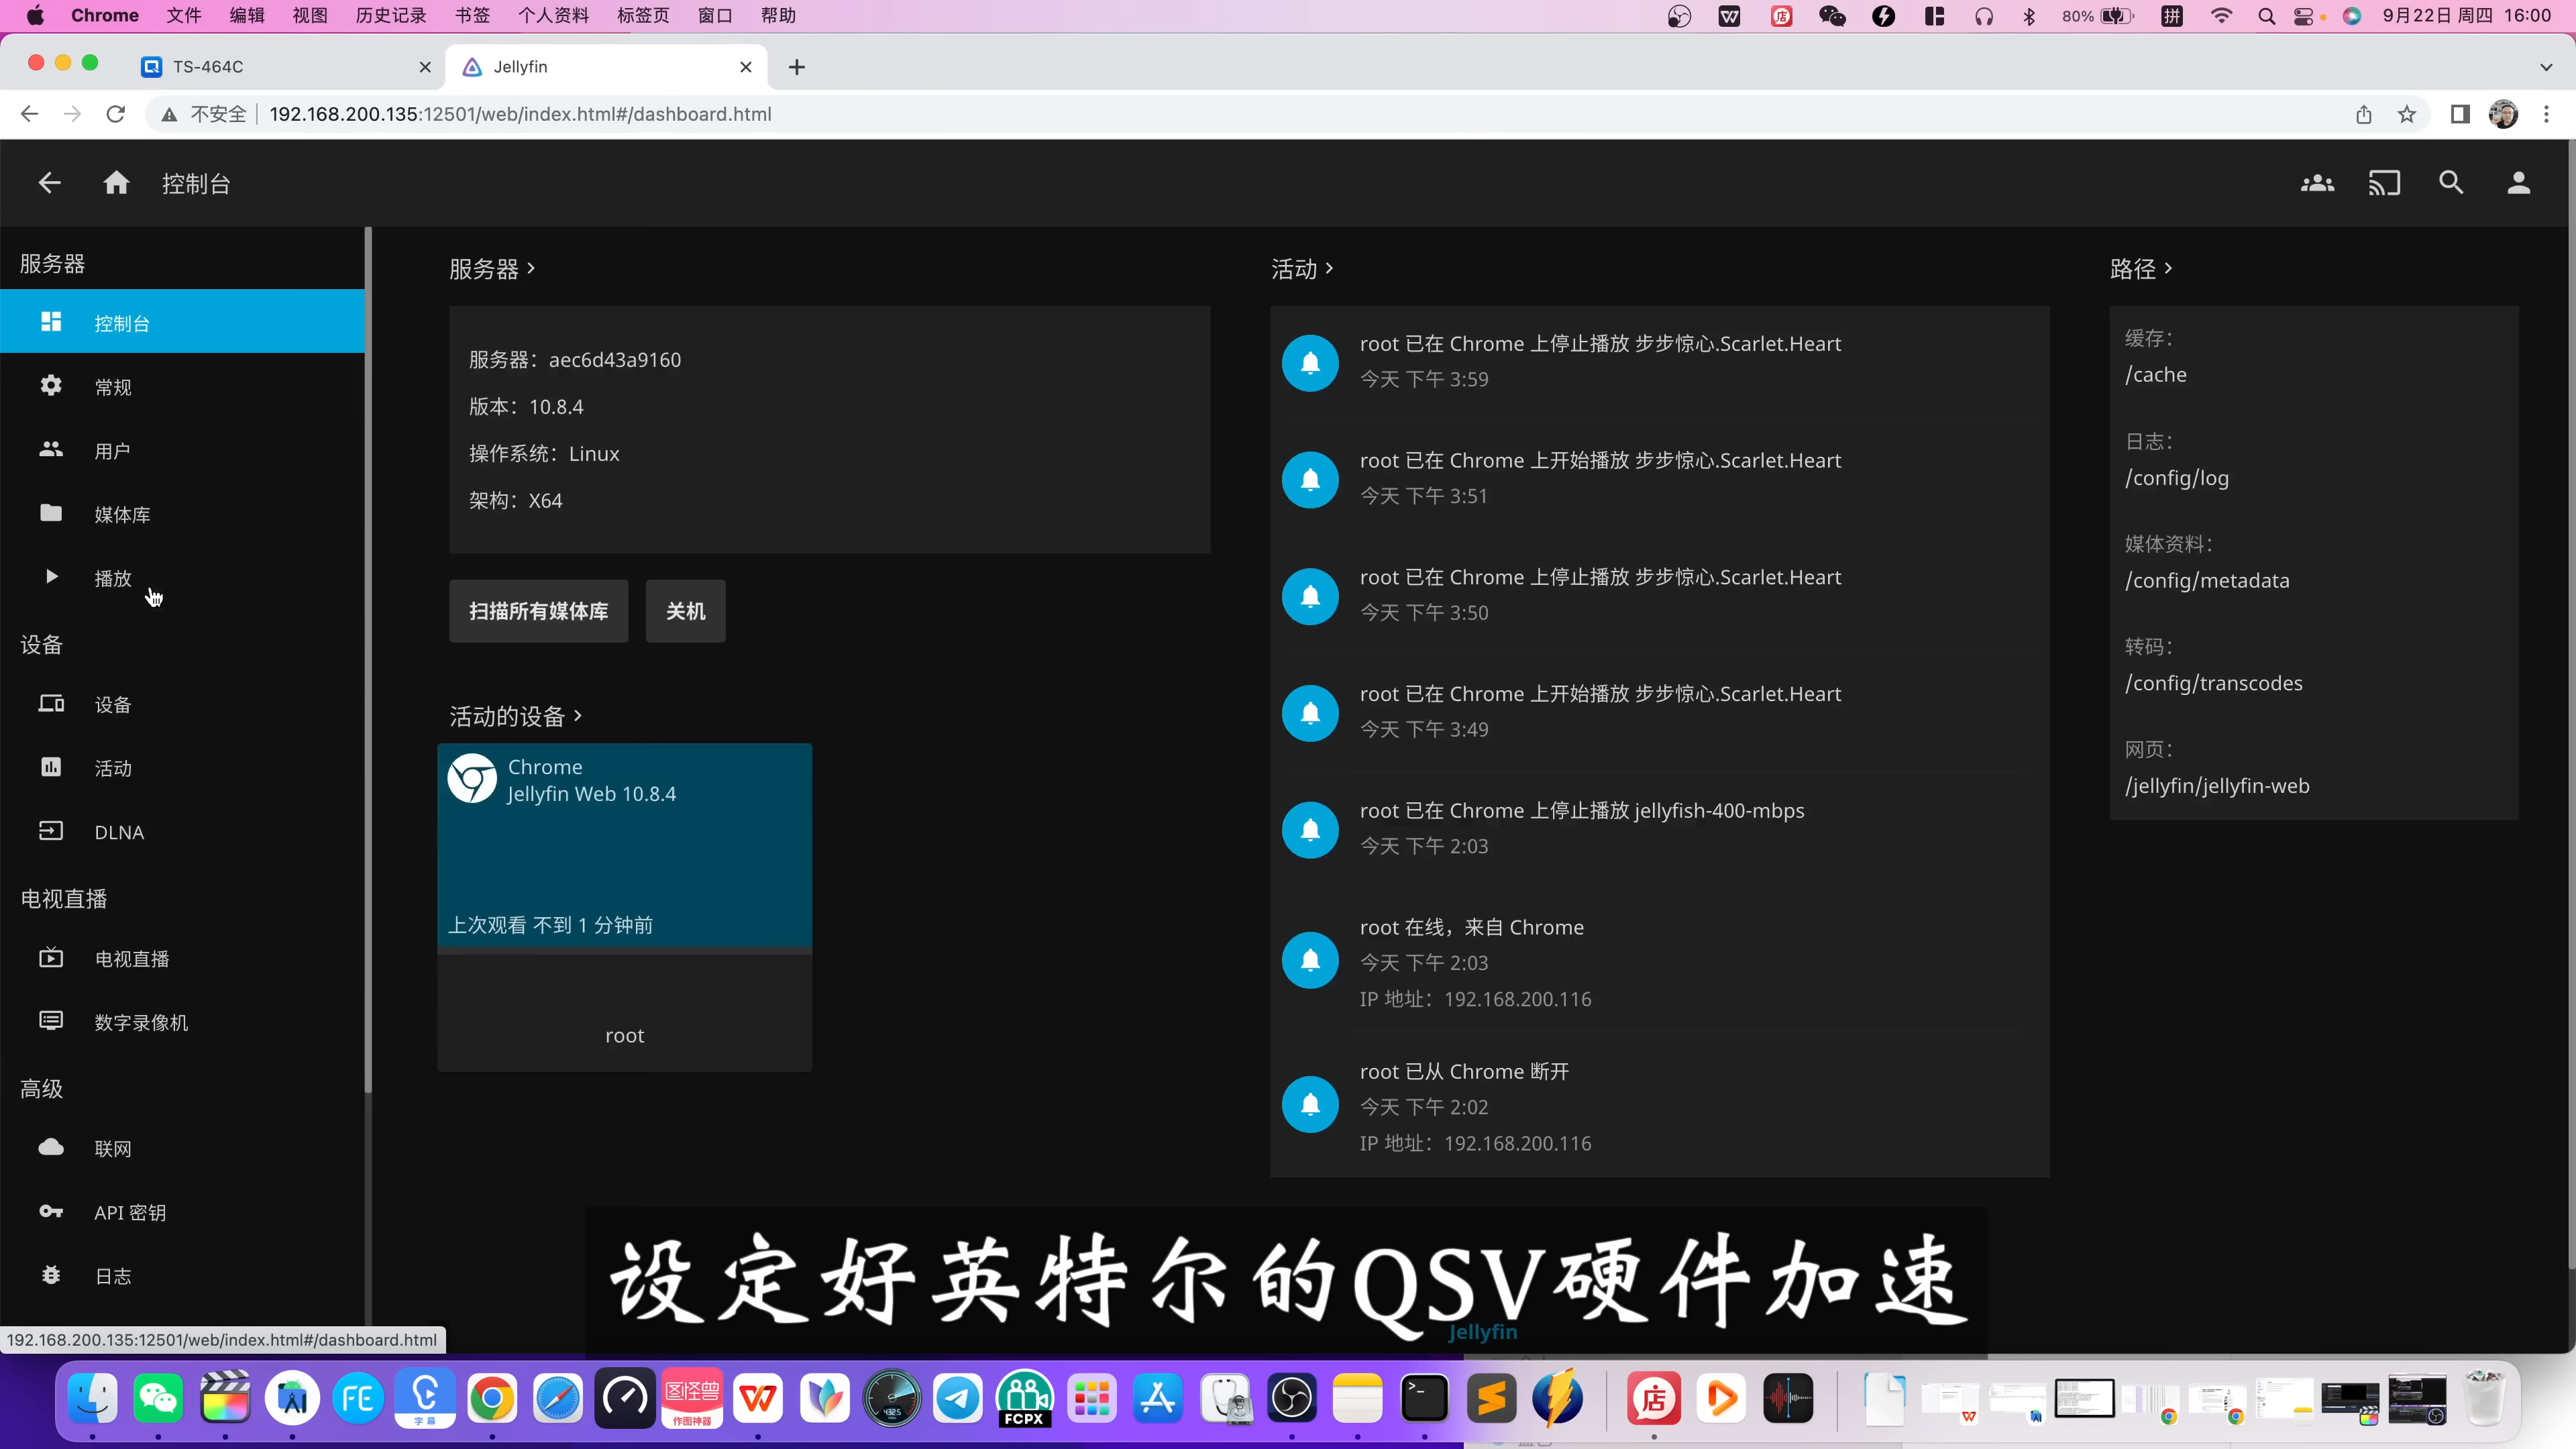 Chrome 文件 编辑 视图 历史记录 书签 个人资料 标签页 窗口 帮助 80% 拼 9月22日 周四 16:00
TS-464C
Jellyfin
不安全 192.168.200.135:12501/web/index.html#/dashboard.html
控制台
服务器
控制台
常规
用户
媒体库
播放
设备
设备
活动
DLNA
电视直播
电视直播
数字录像机
高级
联网
API 密钥
日志
服务器
服务器：aec6d43a9160
版本：10.8.4
操作系统：Linux
架构：X64
扫描所有媒体库 关机
活动的设备
Chrome
Jellyfin Web 10.8.4
上次观看 不到 1 分钟前
root
活动
root 已在 Chrome 上停止播放 步步惊心.Scarlet.Heart
今天 下午 3:59
root 已在 Chrome 上开始播放 步步惊心.Scarlet.Heart
今天 下午 3:51
root 已在 Chrome 上停止播放 步步惊心.Scarlet.Heart
今天 下午 3:50
root 已在 Chrome 上开始播放 步步惊心.Scarlet.Heart
今天 下午 3:49
root 已在 Chrome 上停止播放 jellyfish-400-mbps
今天 下午 2:03
root 在线，来自 Chrome
今天 下午 2:03
IP 地址：192.168.200.116
root 已从 Chrome 断开
今天 下午 2:02
IP 地址：192.168.200.116
路径
缓存：
/cache
日志：
/config/log
媒体资料：
/config/metadata
转码：
/config/transcodes
网页：
/jellyfin/jellyfin-web
设定好英特尔的QSV硬件加速
Jellyfin
192.168.200.135:12501/web/index.html#/dashboard.html
FE
字幕
图怪兽
作图神器
FCPX
店